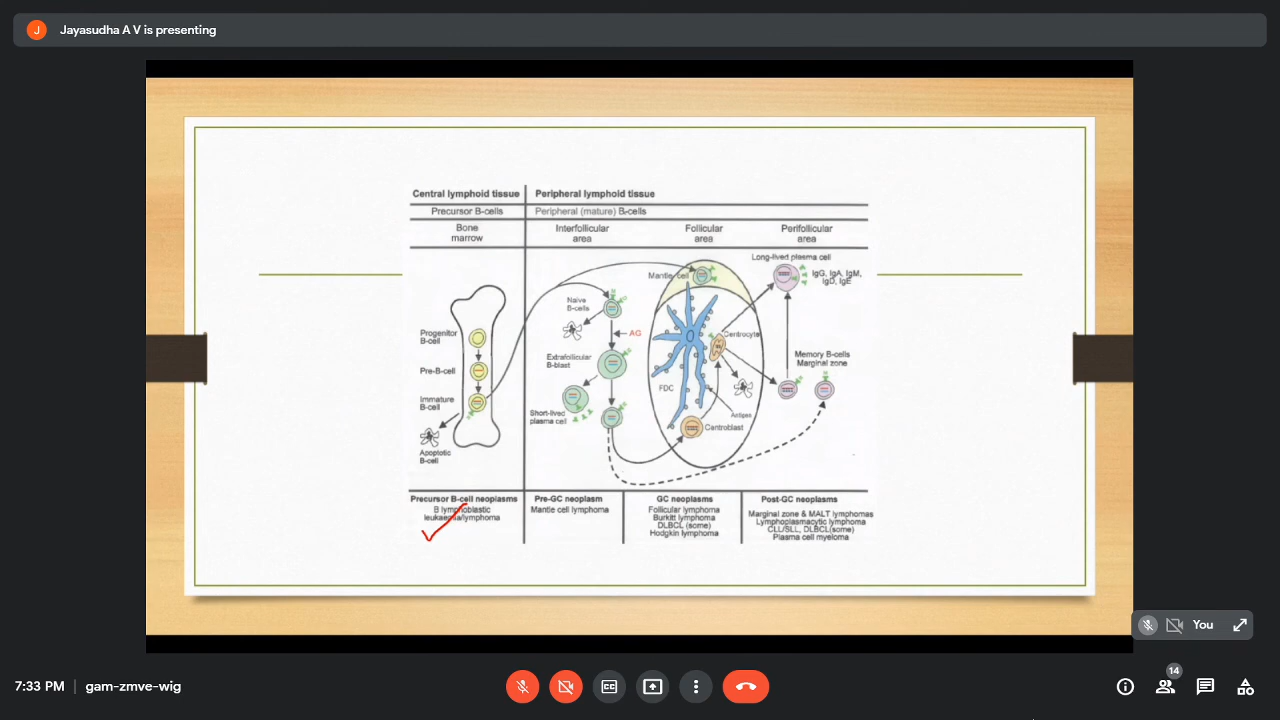 J
Jayasudha A V is presenting
Central lymphoid tissue
Peripheral lymphoid tissue
Precursor B-cells
Peripheral (mature) B-cells
Bone
marrow
Interfollicular
area
Follicular
area
Perifollicular
area
Long-lived plasma cell
IgG, IgA, IgM,
IgD, IgE
Mantle cell
Naive
B-cells
AG
Progenitor
B-cell
Centrocyte
Extrafollicular
B-blast
Memory B-cells
Marginal zone
Pre-B-cell
FDC
Immature
B-cell
Short-lived
plasma cell
Antigen
Centroblast
Apoptotic
B-cell
Precursor B-cell neoplasms
B lymphoblastic
leukaemia/lymphoma
Pre-GC neoplasm
Mantle cell lymphoma
GC neoplasms
Follicular lymphoma
Burkitt lymphoma
DLBCL (some)
Hodgkin lymphoma
Post-GC neoplasms
Marginal zone & MALT lymphomas
Lymphoplasmacytic lymphoma
CLL/SLL, DLBCL(some)
Plasma cell myeloma
You
7:33 PM | gam-zmve-wig
CC
14